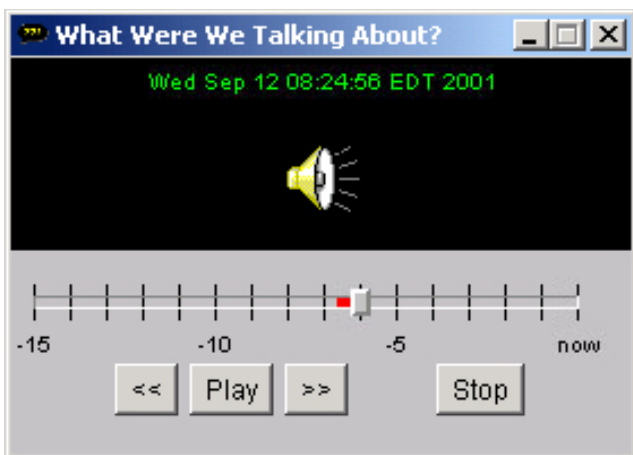 What Were We Talking About?
Wed Sep 12 08:24:56 EDT 2001
-15 -10 -5 now
<< Play >> Stop